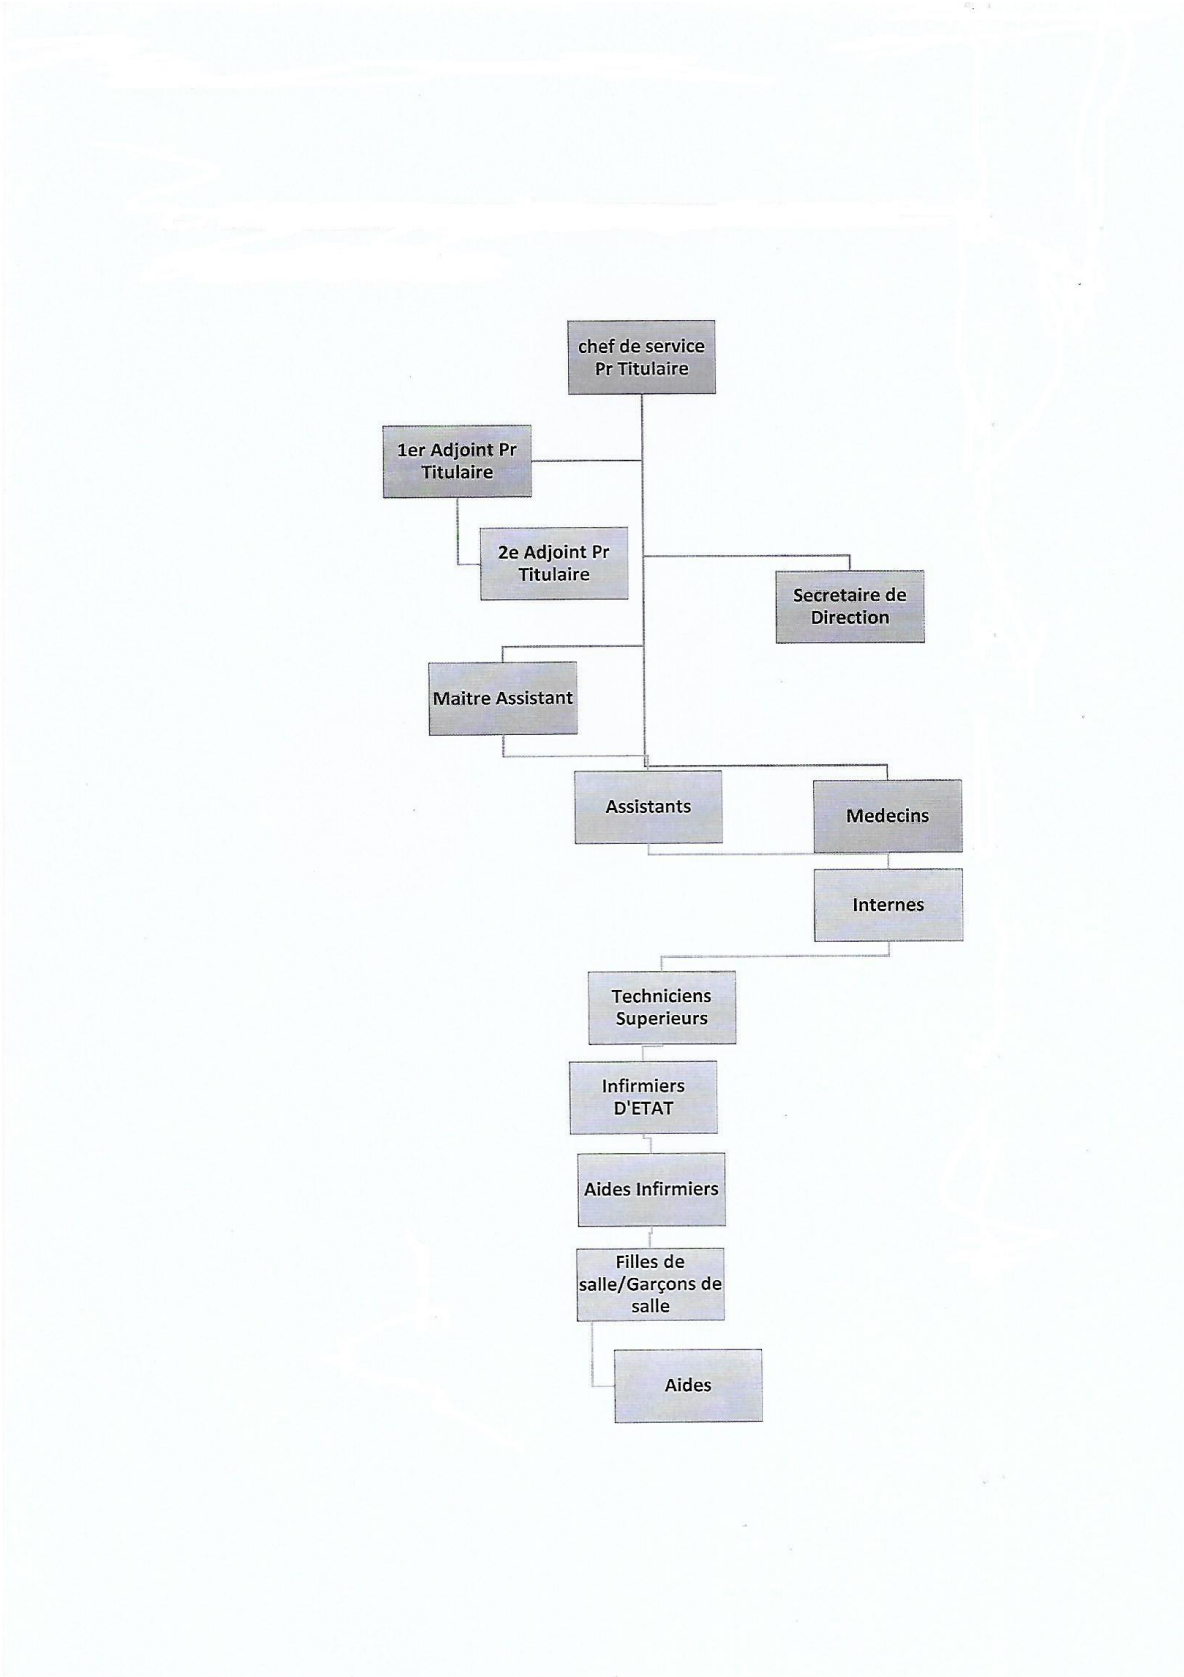 chef de service
Pr Titulaire
1er Adjoint Pr
Titulaire
2e Adjoint Pr
Titulaire
Secretaire de
Direction
Maitre Assistant
Assistants
Medecins
Internes
Techniciens
Superieurs
Infirmiers
D'ETAT
Aides Infirmiers
Filles de
salle/Garçons de
salle
Aides